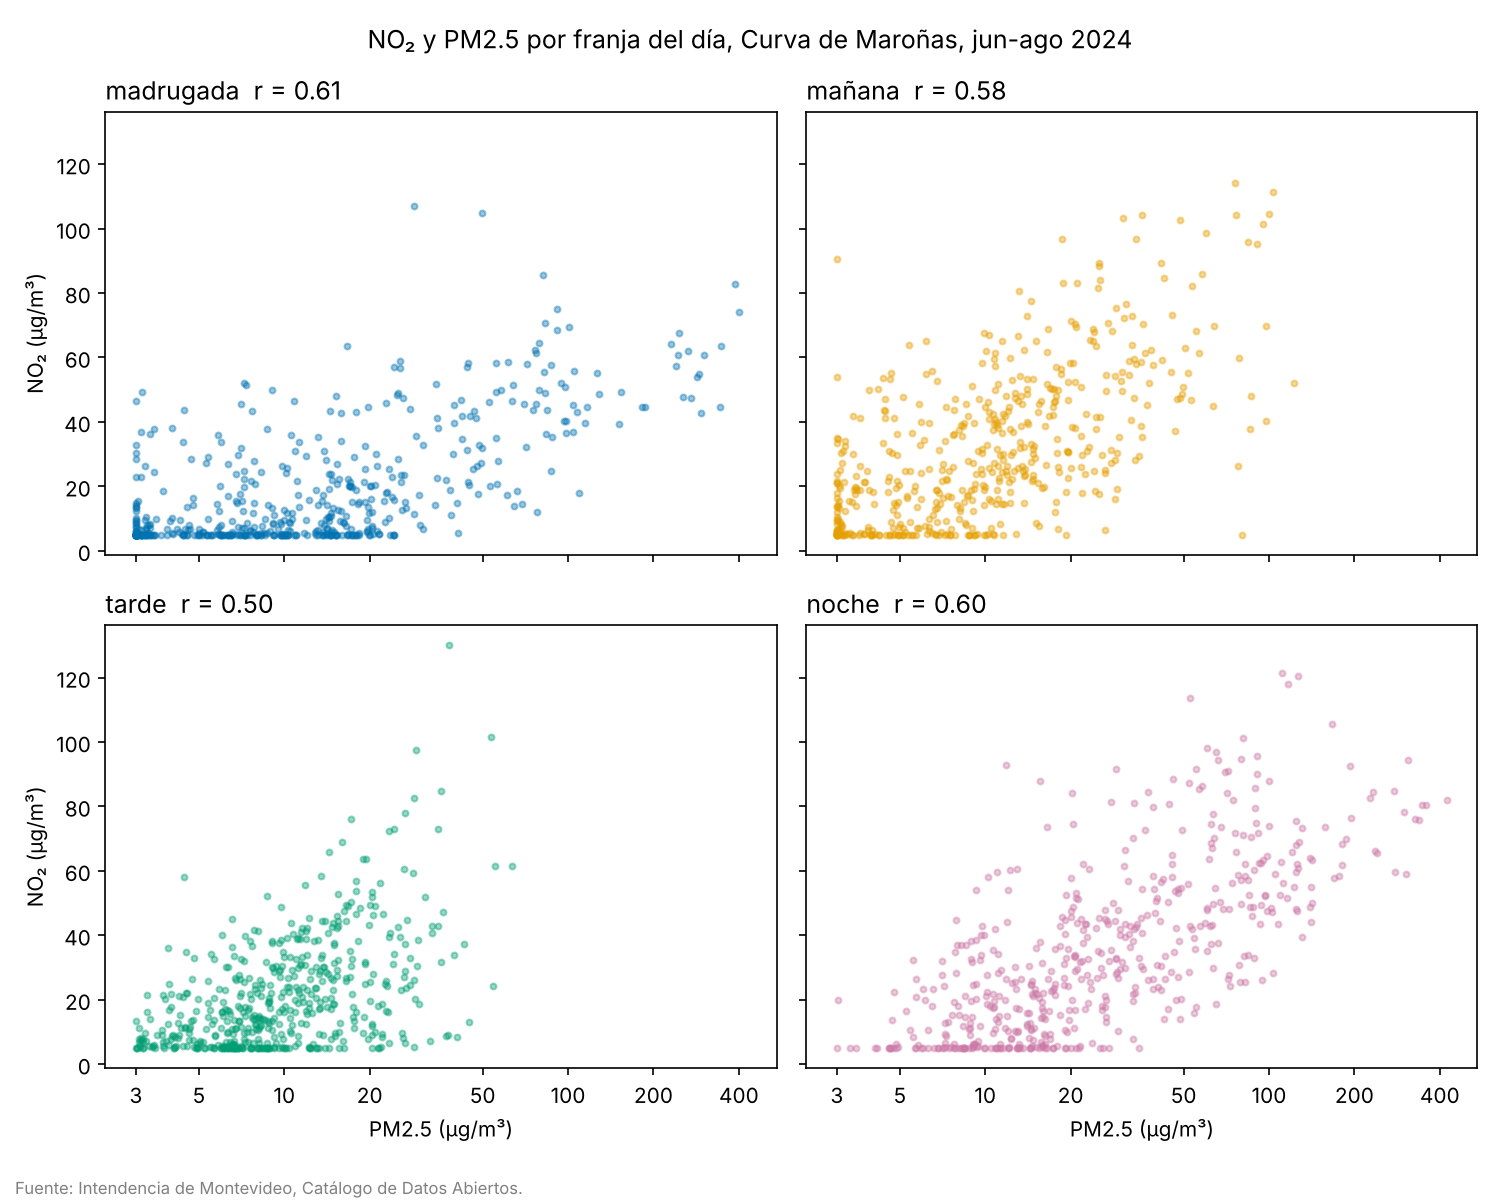 NO₂ y PM2.5 por franja del día, Curva de Maroñas, jun-ago 2024
madrugada r = 0.61
mañana r = 0.58
120
100
80
60
40
20
0
NO₂ (µg/m³)
tarde r = 0.50
noche r = 0.60
120
100
80
60
40
20
0
NO₂ (µg/m³)
3 5 10 20 50 100 200 400
3 5 10 20 50 100 200 400
PM2.5 (µg/m³)
PM2.5 (µg/m³)
Fuente: Intendencia de Montevideo, Catálogo de Datos Abiertos.